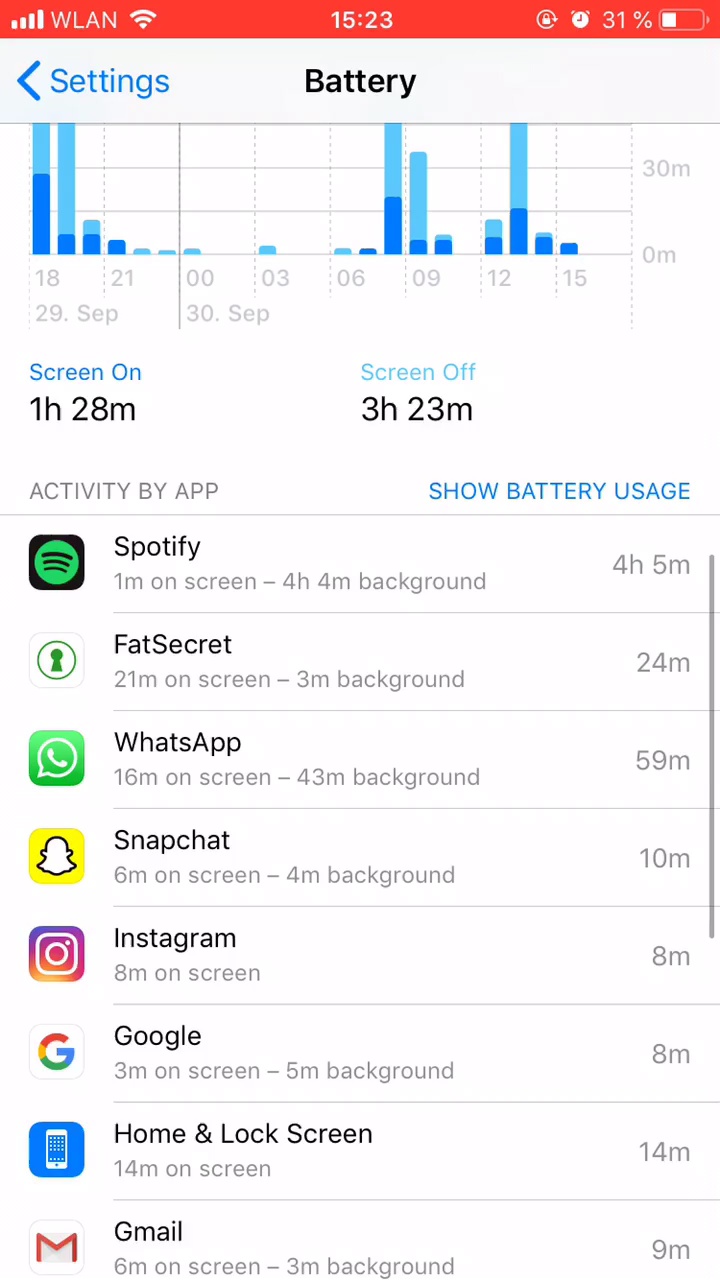 WLAN 15:23 31 %
Settings Battery
30m
0m
18 21 00 03 06 09 12 15
29. Sep 30. Sep
Screen On Screen Off
1h 28m 3h 23m
ACTIVITY BY APP SHOW BATTERY USAGE
Spotify
1m on screen – 4h 4m background 4h 5m
FatSecret
21m on screen – 3m background 24m
WhatsApp
16m on screen – 43m background 59m
Snapchat
6m on screen – 4m background 10m
Instagram
8m on screen 8m
Google
3m on screen – 5m background 8m
Home & Lock Screen
14m on screen 14m
Gmail
6m on screen – 3m background 9m